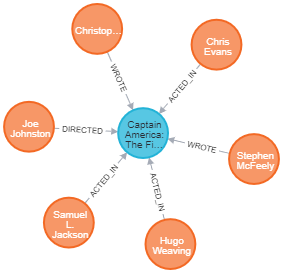 Christop...
Chris
Evans
WROTE
ACTED_IN
Captain
America:
The Fi...
Joe
Johnston
DIRECTED
WROTE
Stephen
McFeely
ACTED_IN
Samuel
L.
Jackson
ACTED_IN
Hugo
Weaving